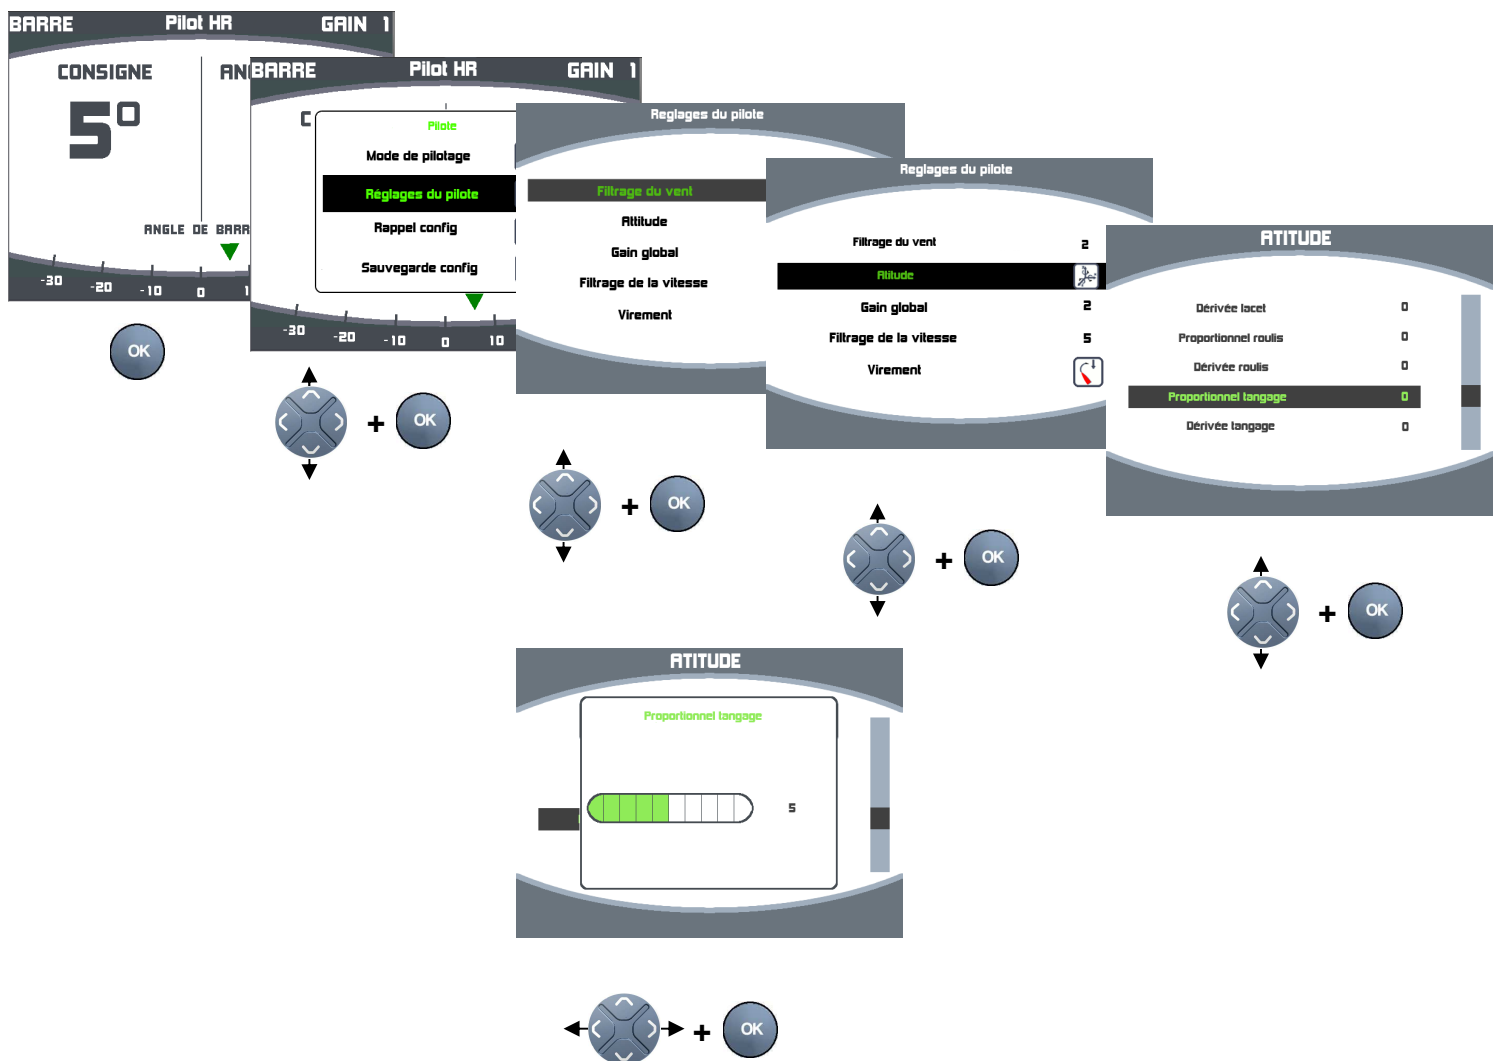 BARRE Pilot HR GAIN 1
CONSIGNE
5°
ANGLE DE BARR
-30 -20 -10 0 1
OK
BARRE Pilot HR GAIN 1
C
Pilote
Mode de pilotage
Réglages du pilote
Rappel config
Sauvegarde config
-30 -20 -10 0 10
+ OK
Reglages du pilote
Filtrage du vent
Attitude
Gain global
Filtrage de la vitesse
Virement
+ OK
Reglages du pilote
Filtrage du vent 2
Atitude
Gain global 2
Filtrage de la vitesse 5
Virement
+ OK
ATITUDE
Dérivée lacet 0
Proportionnel roulis 0
Dérivée roulis 0
Proportionnel tangage 0
Dérivée tangage 0
+ OK
ATITUDE
Proportionnel tangage
5
+ OK